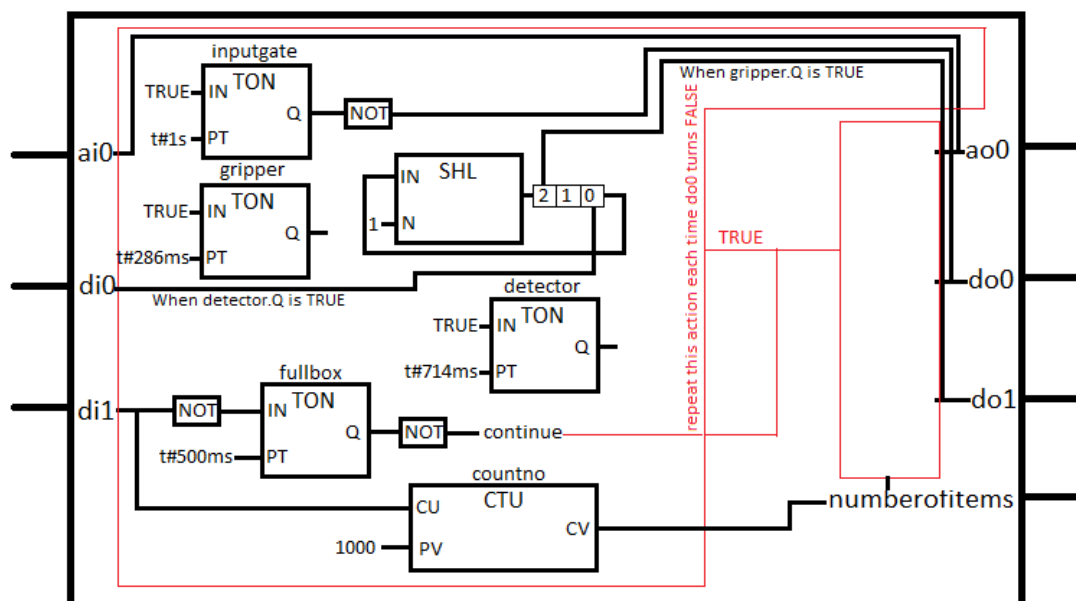 inputgate
TRUE IN TON
Q NOT
t#1s PT
When gripper.Q is TRUE
ai0
ao0
gripper
TRUE IN TON
Q
t#286ms PT
IN SHL
2 1 0
1 N
repeat this action each time do0 turns FALSE
TRUE
di0
do0
When detector.Q is TRUE
detector
TRUE IN TON
Q
t#714ms PT
fullbox
di1 NOT IN TON
do1
Q NOT continue
t#500ms PT
countno
CU CTU
numberofitems
CV
1000 PV